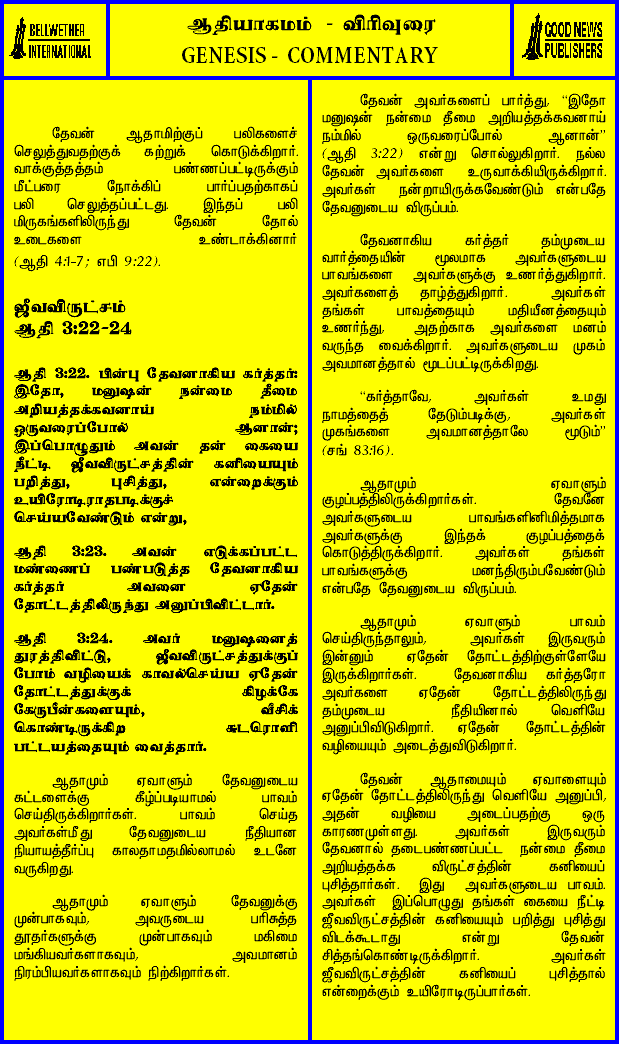 BELLWETHER
INTERNATIONAL
ஆதியாகமம் - விரிவுரை
GENESIS - COMMENTARY
GOOD NEWS
PUBLISHERS
தேவன் ஆதாமிற்குப் பலிகளைச்
செலுத்துவதற்குக் கற்றுக் கொடுக்கிறார்.
வாக்குத்தத்தம் பண்ணப்பட்டிருக்கும்
மீட்பரை நோக்கிப் பார்ப்பதற்காகப்
பலி செலுத்தப்பட்டது. இந்தப் பலி
மிருகங்களிலிருந்து தேவன் தோல்
உடைகளை உண்டாக்கினார்
(ஆதி 4:1-7; எபி 9:22).
ஜீவவிருட்சம்
ஆதி 3:22-24
ஆதி 3:22. பின்பு தேவனாகிய கர்த்தர்:
இதோ, மனுஷன் நன்மை தீமை
அறியத்தக்கவனாய் நம்மில்
ஒருவரைப்போல் ஆனான்;
இப்பொழுதும் அவன் தன் கையை
நீட்டி ஜீவவிருட்சத்தின் கனியையும்
பறித்து, புசித்து, என்றைக்கும்
உயிரோடிராதபடிக்குச்
செய்யவேண்டும் என்று,
ஆதி 3:23. அவன் எடுக்கப்பட்ட
மண்ணைப் பண்படுத்த தேவனாகிய
கர்த்தர் அவனை ஏதேன்
தோட்டத்திலிருந்து அனுப்பிவிட்டார்.
ஆதி 3:24. அவர் மனுஷனைத்
துரத்திவிட்டு, ஜீவவிருட்சத்துக்குப்
போம் வழியைக் காவல்செய்ய ஏதேன்
தோட்டத்துக்குக் கிழக்கே
கேருபீன்களையும், வீசிக்
கொண்டிருக்கிற சுடரொளி
பட்டயத்தையும் வைத்தார்.
ஆதாமும் ஏவாளும் தேவனுடைய
கட்டளைக்கு கீழ்ப்படியாமல் பாவம்
செய்திருக்கிறார்கள். பாவம் செய்த
அவர்கள்மீது தேவனுடைய நீதியான
நியாயத்தீர்ப்பு காலதாமதமில்லாமல் உடனே
வருகிறது.
ஆதாமும் ஏவாளும் தேவனுக்கு
முன்பாகவும், அவருடைய பரிசுத்த
தூதர்களுக்கு முன்பாகவும் மகிமை
மங்கியவர்களாகவும், அவமானம்
நிரம்பியவர்களாகவும் நிற்கிறார்கள்.
தேவன் அவர்களைப் பார்த்து, “இதோ
மனுஷன் நன்மை தீமை அறியத்தக்கவனாய்
நம்மில் ஒருவரைப்போல் ஆனான்”
(ஆதி 3:22) என்று சொல்லுகிறார். நல்ல
தேவன் அவர்களை உருவாக்கியிருக்கிறார்.
அவர்கள் நன்றாயிருக்கவேண்டும் என்பதே
தேவனுடைய விருப்பம்.
தேவனாகிய கர்த்தர் தம்முடைய
வார்த்தையின் மூலமாக அவர்களுடைய
பாவங்களை அவர்களுக்கு உணர்த்துகிறார்.
அவர்களைத் தாழ்த்துகிறார். அவர்கள்
தங்கள் பாவத்தையும் மதியீனத்தையும்
உணர்ந்து, அதற்காக அவர்களை மனம்
வருந்த வைக்கிறார். அவர்களுடைய முகம்
அவமானத்தால் மூடப்பட்டிருக்கிறது.
“கர்த்தாவே, அவர்கள் உமது
நாமத்தைத் தேடும்படிக்கு, அவர்கள்
முகங்களை அவமானத்தாலே மூடும்”
(சங் 83:16).
ஆதாமும் ஏவாளும்
குழப்பத்திலிருக்கிறார்கள். தேவனே
அவர்களுடைய பாவங்களினிமித்தமாக
அவர்களுக்கு இந்தக் குழப்பத்தைக்
கொடுத்திருக்கிறார். அவர்கள் தங்கள்
பாவங்களுக்கு மனந்திரும்பவேண்டும்
என்பதே தேவனுடைய விருப்பம்.
ஆதாமும் ஏவாளும் பாவம்
செய்திருந்தாலும், அவர்கள் இருவரும்
இன்னும் ஏதேன் தோட்டத்திற்குள்ளேயே
இருக்கிறார்கள். தேவனாகிய கர்த்தரோ
அவர்களை ஏதேன் தோட்டத்திலிருந்து
தம்முடைய நீதியினால் வெளியே
அனுப்பிவிடுகிறார். ஏதேன் தோட்டத்தின்
வழியையும் அடைத்துவிடுகிறார்.
தேவன் ஆதாமையும் ஏவாளையும்
ஏதேன் தோட்டத்திலிருந்து வெளியே அனுப்பி,
அதன் வழியை அடைப்பதற்கு ஒரு
காரணமுள்ளது. அவர்கள் இருவரும்
தேவனால் தடைபண்ணப்பட்ட நன்மை தீமை
அறியத்தக்க விருட்சத்தின் கனியைப்
புசித்தார்கள். இது அவர்களுடைய பாவம்.
அவர்கள் இப்பொழுது தங்கள் கையை நீட்டி
ஜீவவிருட்சத்தின் கனியையும் பறித்து புசித்து
விடக்கூடாது என்று தேவன்
சித்தங்கொண்டிருக்கிறார். அவர்கள்
ஜீவவிருட்சத்தின் கனியைப் புசித்தால்
என்றைக்கும் உயிரோடிருப்பார்கள்.